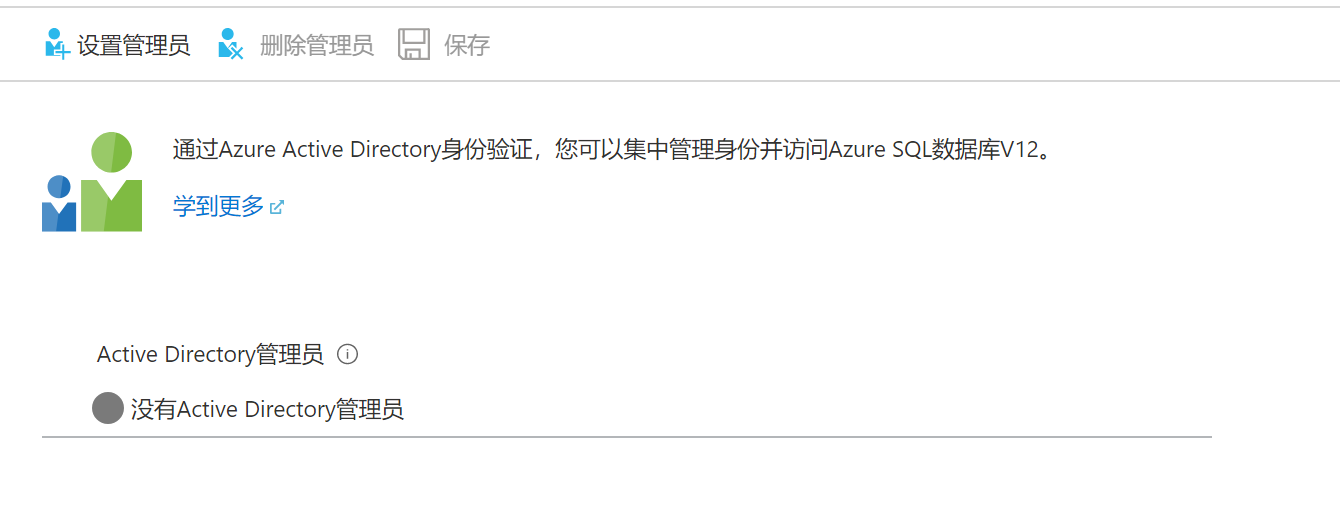 设置管理员 删除管理员 保存
通过Azure Active Directory身份验证，您可以集中管理身份并访问Azure SQL数据库V12。
学到更多
Active Directory管理员
没有Active Directory管理员